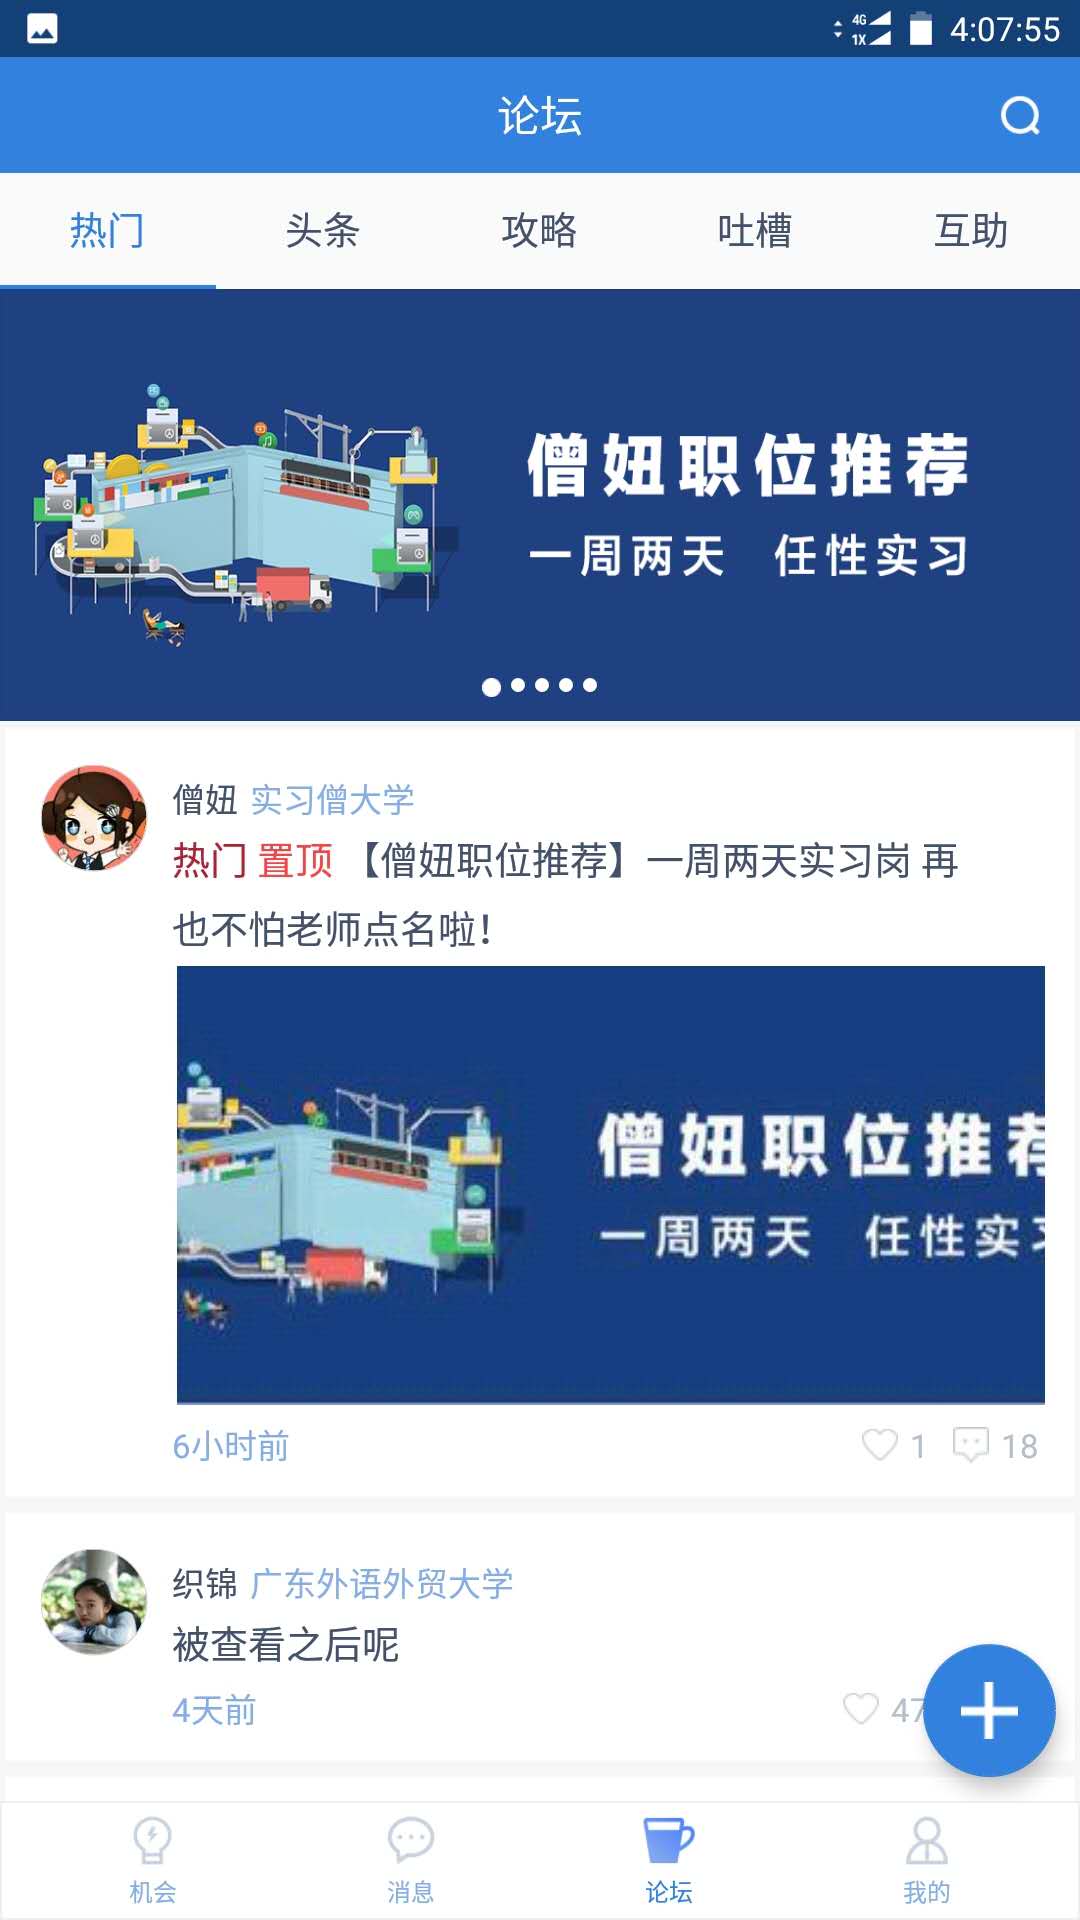 4G
1X
4:07:55
论坛
热门 头条 攻略 吐槽 互助
僧妞职位推荐
一周两天 任性实习
僧妞 实习僧大学
热门 置顶 【僧妞职位推荐】一周两天实习岗 再
也不怕老师点名啦！
僧妞职位推荐
一周两天 任性实习
6小时前 1 18
织锦 广东外语外贸大学
被查看之后呢
4天前 47
机会 消息 论坛 我的